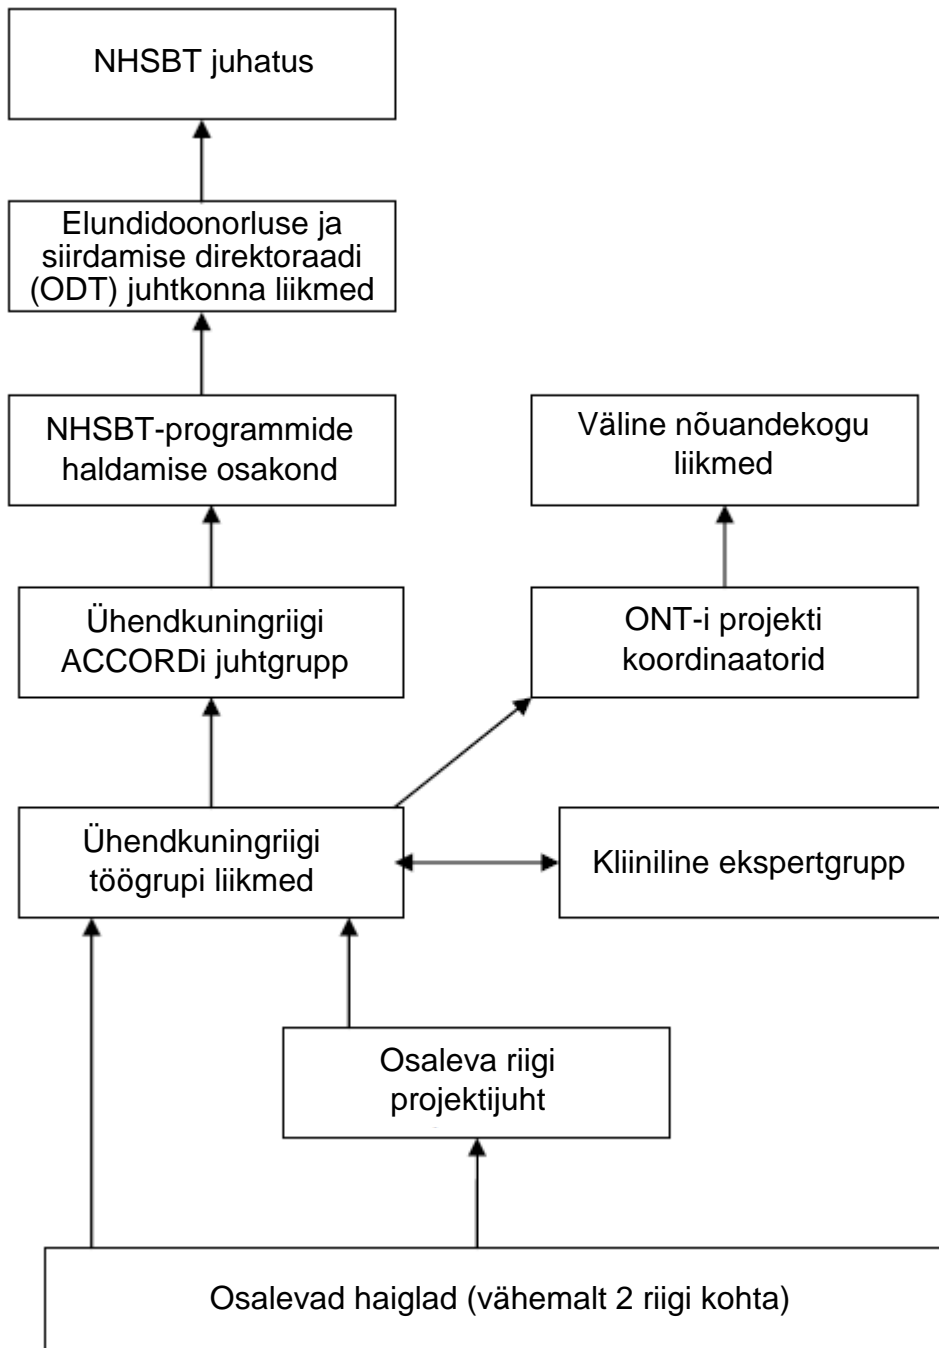 NHSBT juhatus
Elundidoonorluse ja
siirdamise direktoraadi
(ODT) juhtkonna liikmed
NHSBT-programmide
haldamise osakond
Väline nõuandekogu
liikmed
Ühendkuningriigi
ACCORDi juhtgrupp
ONT-i projekti
koordinaatorid
Ühendkuningriigi
töögrupi liikmed
Kliiniline ekspertgrupp
Osaleva riigi
projektijuht
Osalevad haiglad (vähemalt 2 riigi kohta)